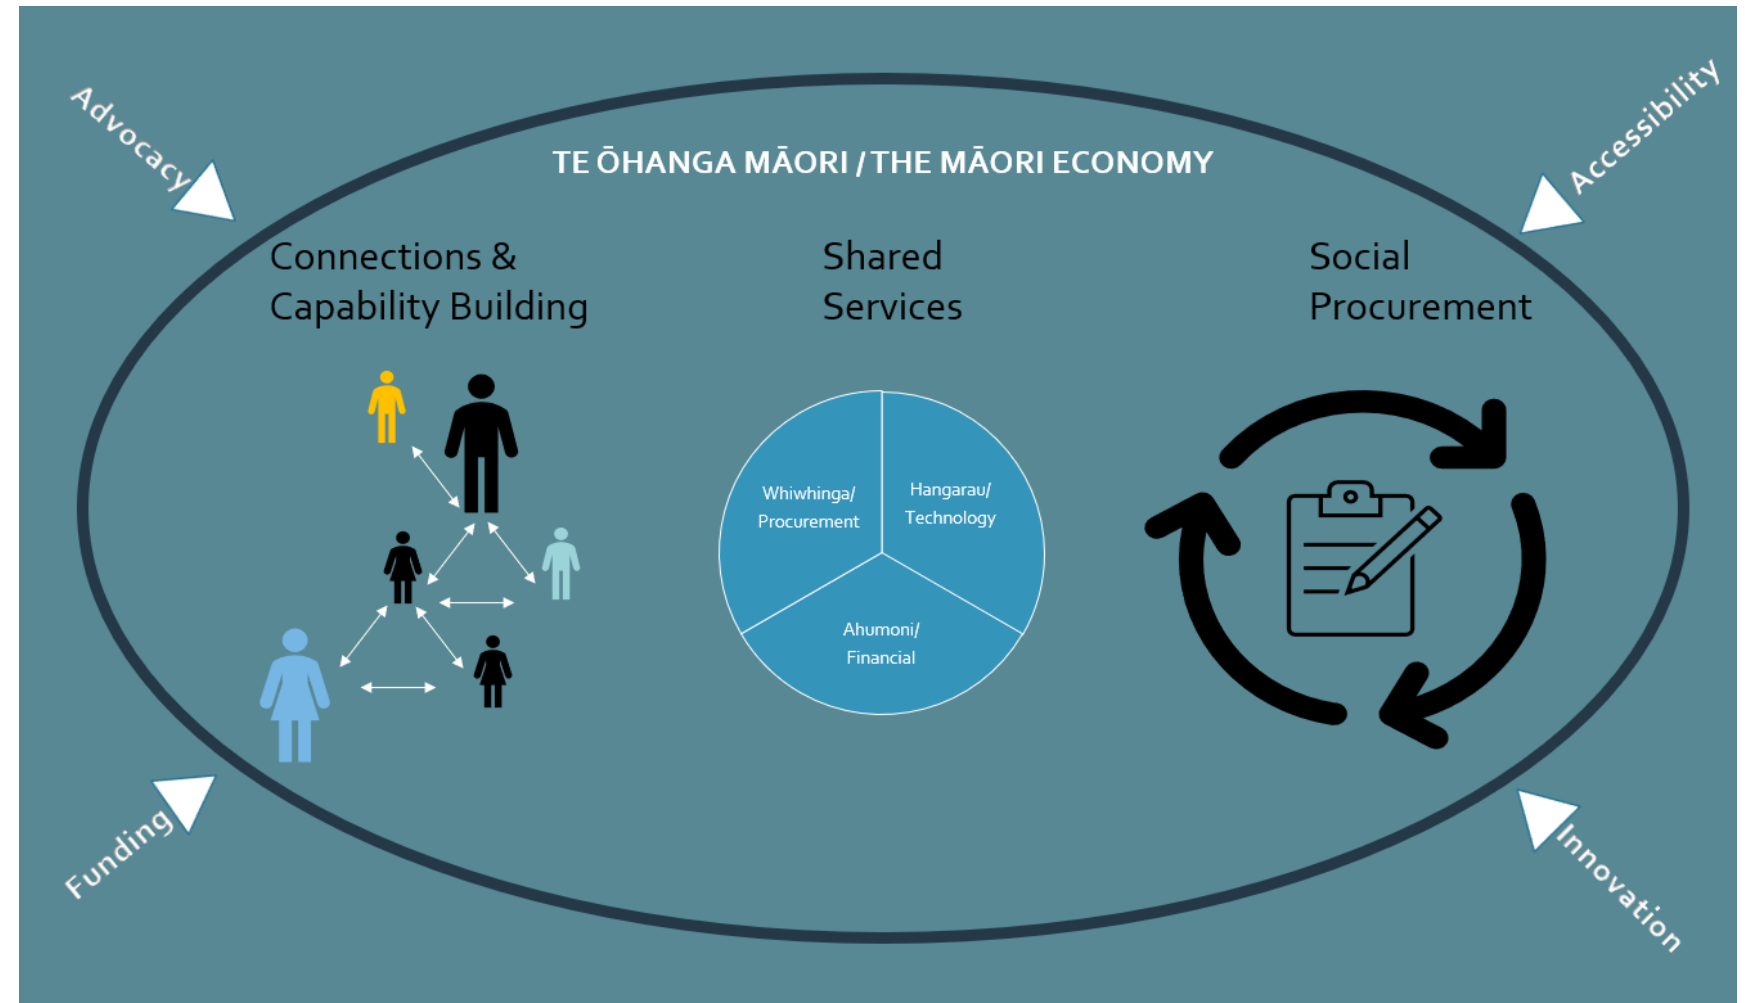 Advocacy
Accessibility
TE ŌHANGA MĀORI / THE MĀORI ECONOMY
Connections &
Capability Building
Shared
Services
Social
Procurement
Whiwhinga/
Procurement
Hangarau/
Technology
Ahumoni/
Financial
Funding
Innovation